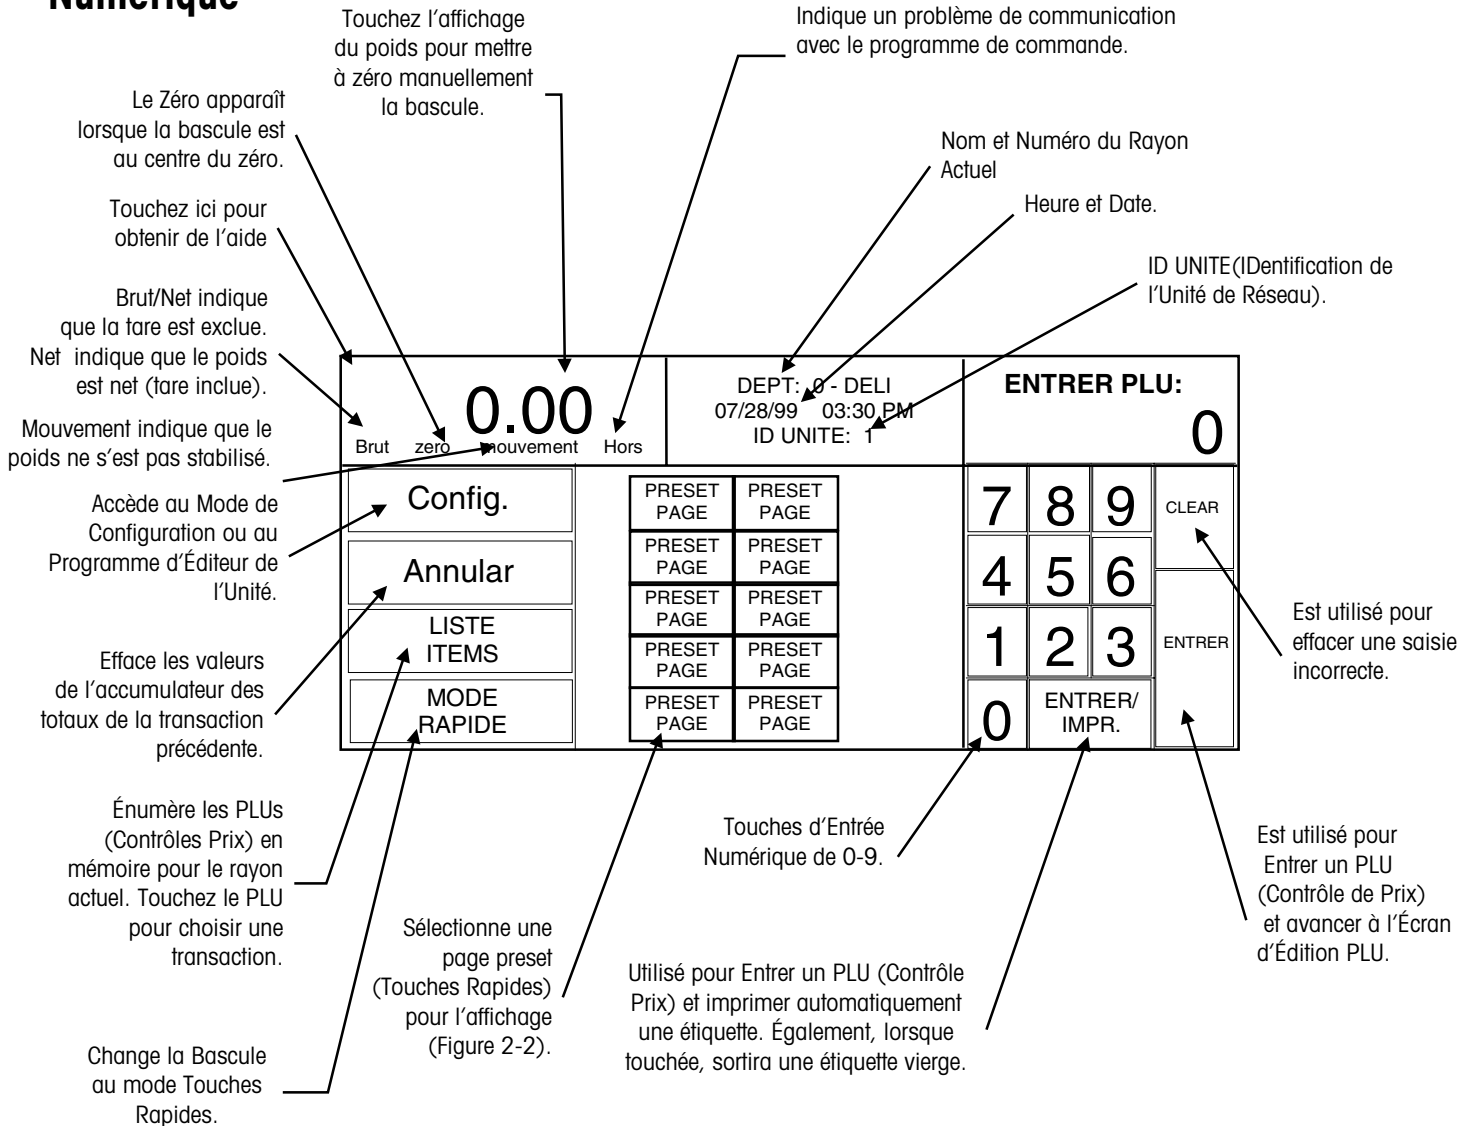 Numérique
Touchez l'affichage
du poids pour mettre
à zéro manuellement
la bascule.
Indique un problème de communication
avec le programme de commande.
Le Zéro apparaît
lorsque la bascule est
au centre du zéro.
Nom et Numéro du Rayon
Actuel
Heure et Date.
Touchez ici pour
obtenir de l'aide
ID UNITE(IDentification de
l'Unité de Réseau).
Brut/Net indique
que la tare est exclue.
Net indique que le poids
est net (tare inclue).
Mouvement indique que le
poids ne s'est pas stabilisé.
Accède au Mode de
Configuration ou au
Programme d'Éditeur de
l'Unité.
Efface les valeurs
de l'accumulateur des
totaux de la transaction
précédente.
Énumère les PLUs
(Contrôles Prix) en
mémoire pour le rayon
actuel. Touchez le PLU
pour choisir une
transaction.
Change la Bascule
au mode Touches
Rapides.
0.00
Brut zero mouvement Hors
DEPT: 0 - DELI
07/28/99 03:30 PM
ID UNITE: 1
ENTRER PLU:
0
Config.
Annular
LISTE
ITEMS
MODE
RAPIDE
PRESET
PAGE
PRESET
PAGE
PRESET
PAGE
PRESET
PAGE
PRESET
PAGE
PRESET
PAGE
PRESET
PAGE
PRESET
PAGE
PRESET
PAGE
PRESET
PAGE
7 8 9 CLEAR
4 5 6
1 2 3 ENTRER
0 ENTRER/
IMPR.
Est utilisé pour
effacer une saisie
incorrecte.
Touches d'Entrée
Numérique de 0-9.
Est utilisé pour
Entrer un PLU
(Contrôle de Prix)
et avancer à l'Écran
d'Édition PLU.
Sélectionne une
page preset
(Touches Rapides)
pour l'affichage
(Figure 2-2).
Utilisé pour Entrer un PLU (Contrôle
Prix) et imprimer automatiquement
une étiquette. Également, lorsque
touchée, sortira une étiquette vierge.